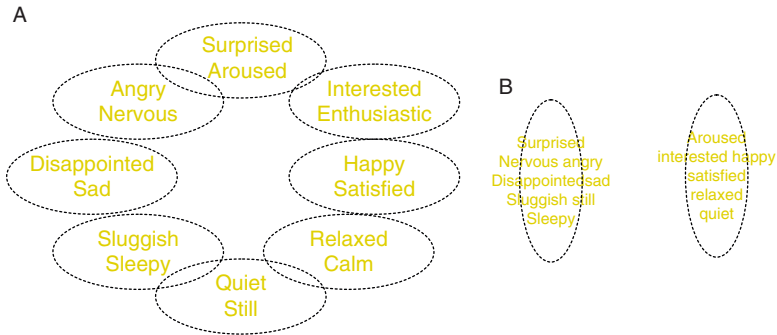 A
Surprised
Aroused
Angry
Nervous
Interested
Enthusiastic
Disappointed
Sad
Happy
Satisfied
Sluggish
Sleepy
Relaxed
Calm
Quiet
Still
B
Surprised
Nervous angry
Disappointedsad
Sluggish still
Sleepy
Aroused
interested happy
satisfied
relaxed
quiet